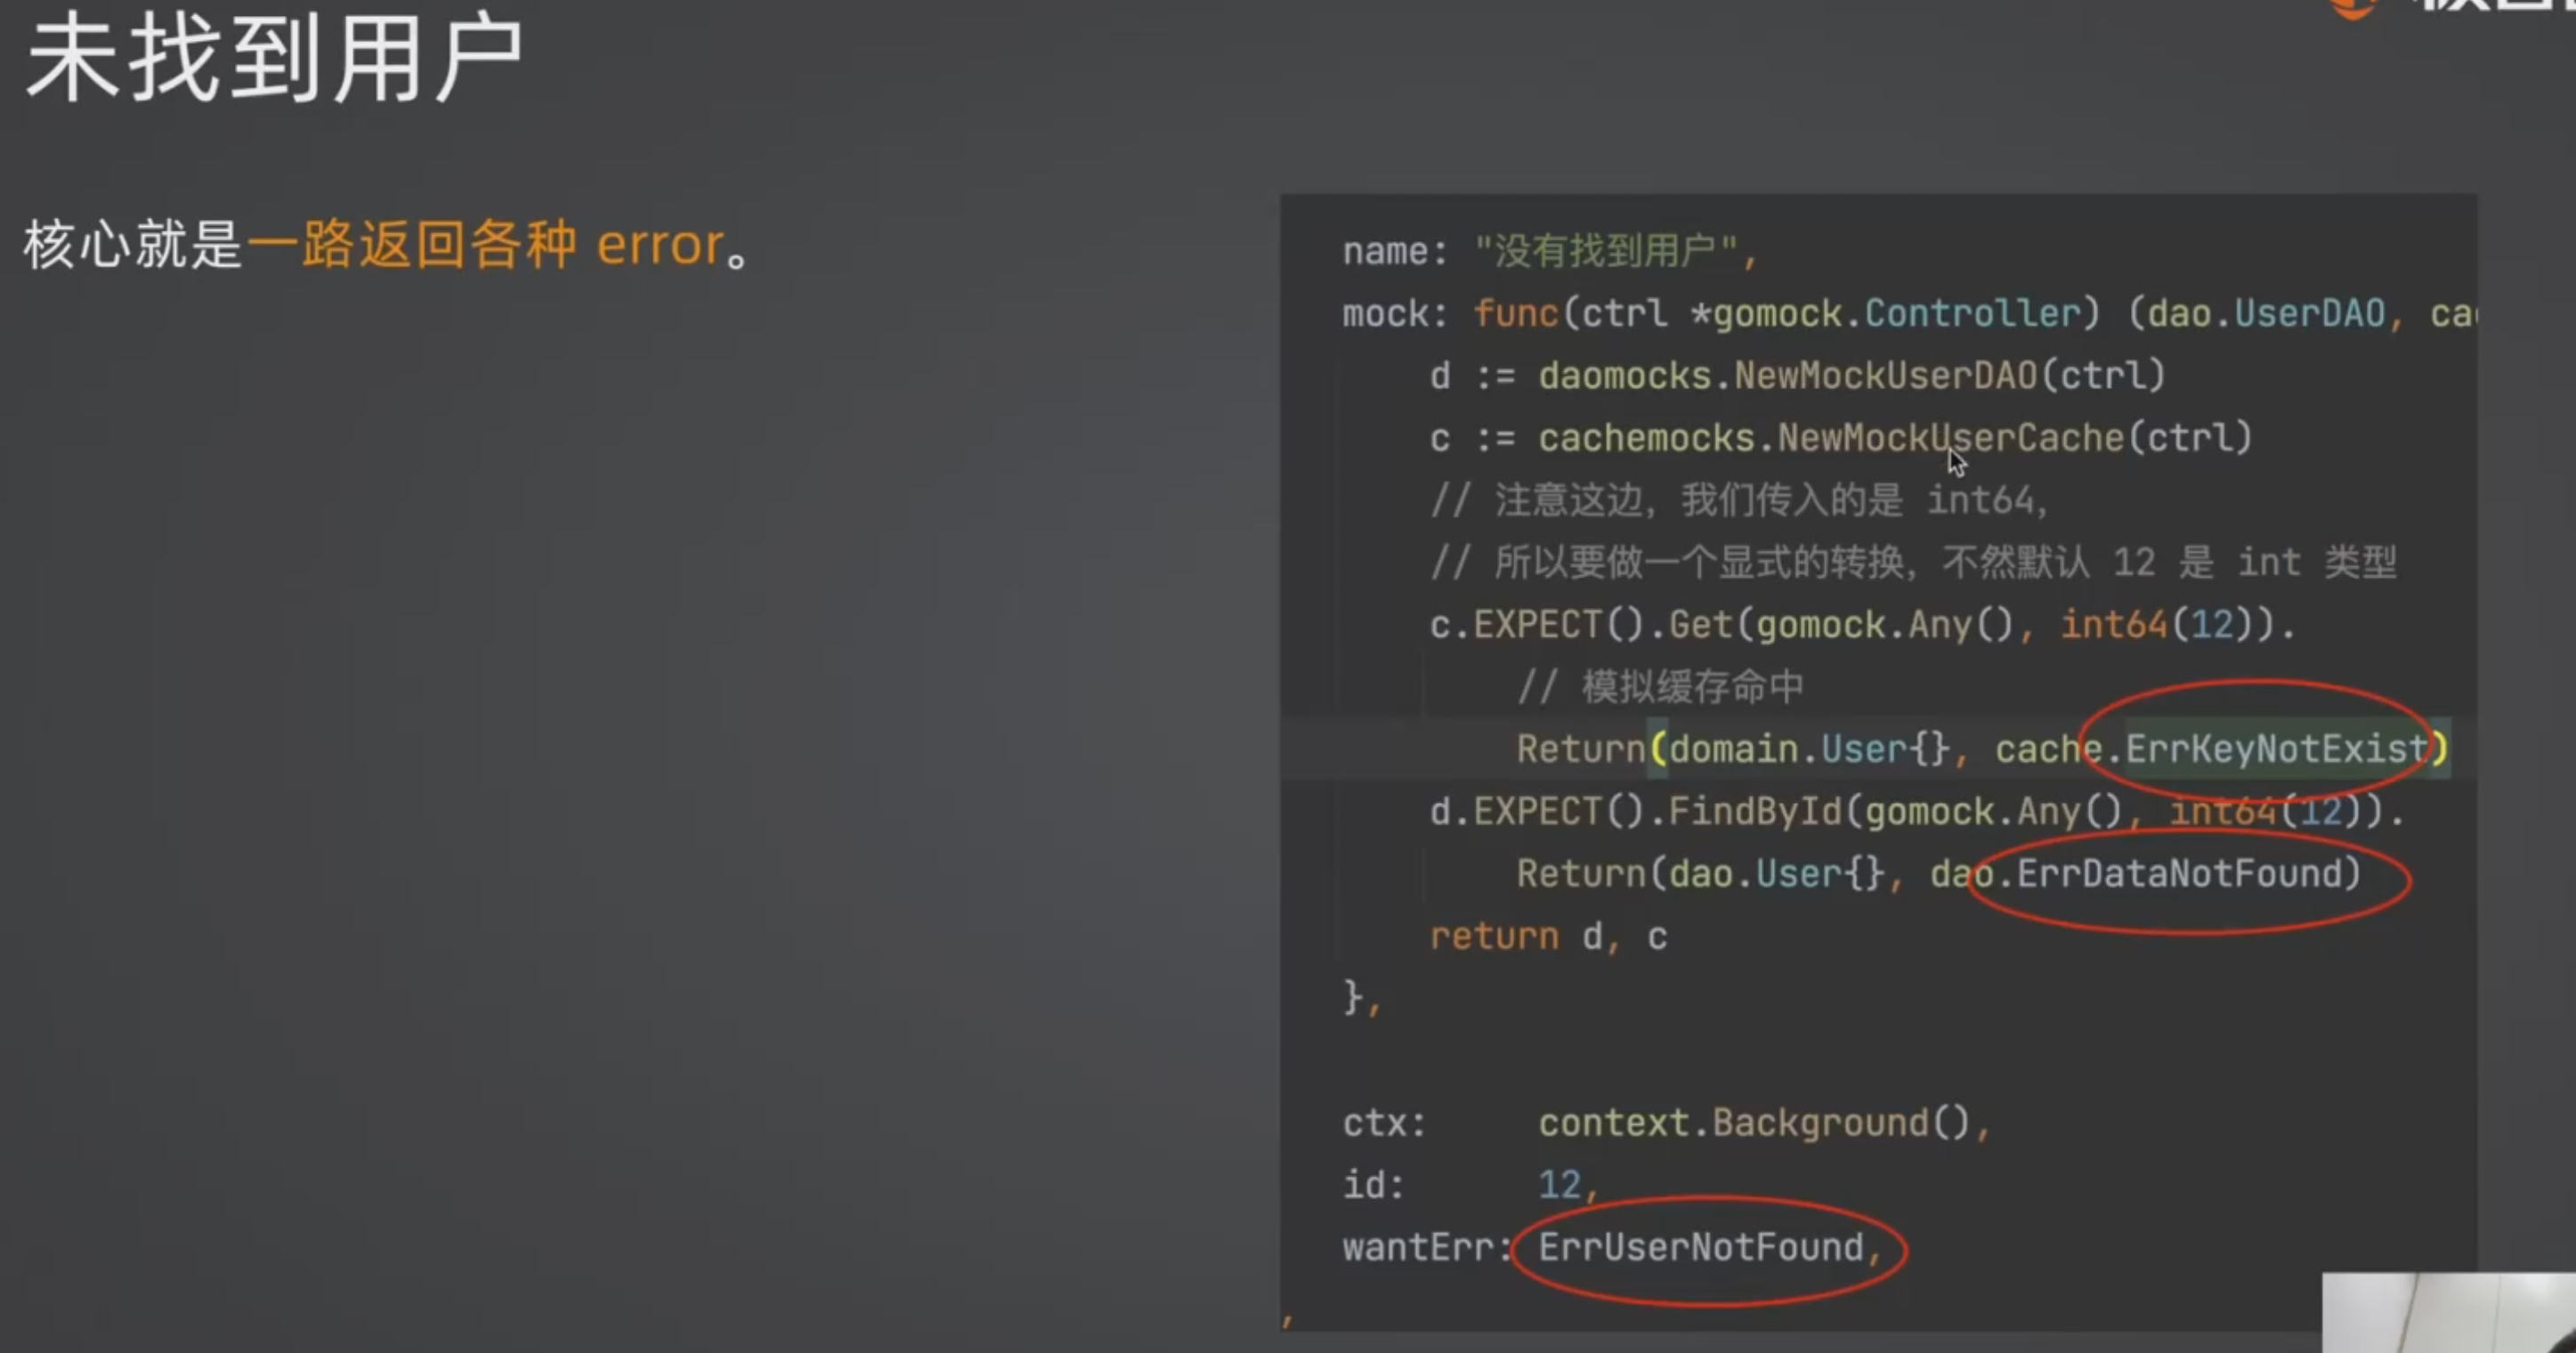 未找到用户
核心就是一路返回各种 error。
name: "没有找到用户",
mock: func(ctrl *gomock.Controller) (dao.UserDAO,
d := daomocks.NewMockUserDAO(ctrl)
c := cachemocks.NewMockUserCache(ctrl)
// 注意这边，我们传入的是 int64，
// 所以要做一个显式的转换，不然默认 12 是 int 类型
c.EXPECT().Get(gomock.Any(), int64(12)).
// 模拟缓存命中
Return(domain.User{}, cache.ErrKeyNotExist)
d.EXPECT().FindById(gomock.Any(), int64(12)).
Return(dao.User{}, dao.ErrDataNotFound)
return d, c
},
ctx: context.Background(),
id: 12,
wantErr: ErrUserNotFound,
,